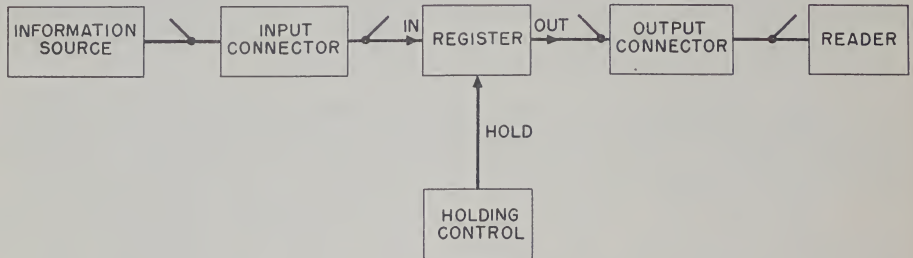 INFORMATION
SOURCE
INPUT
CONNECTOR
IN
REGISTER
OUT
OUTPUT
CONNECTOR
READER
HOLD
HOLDING
CONTROL